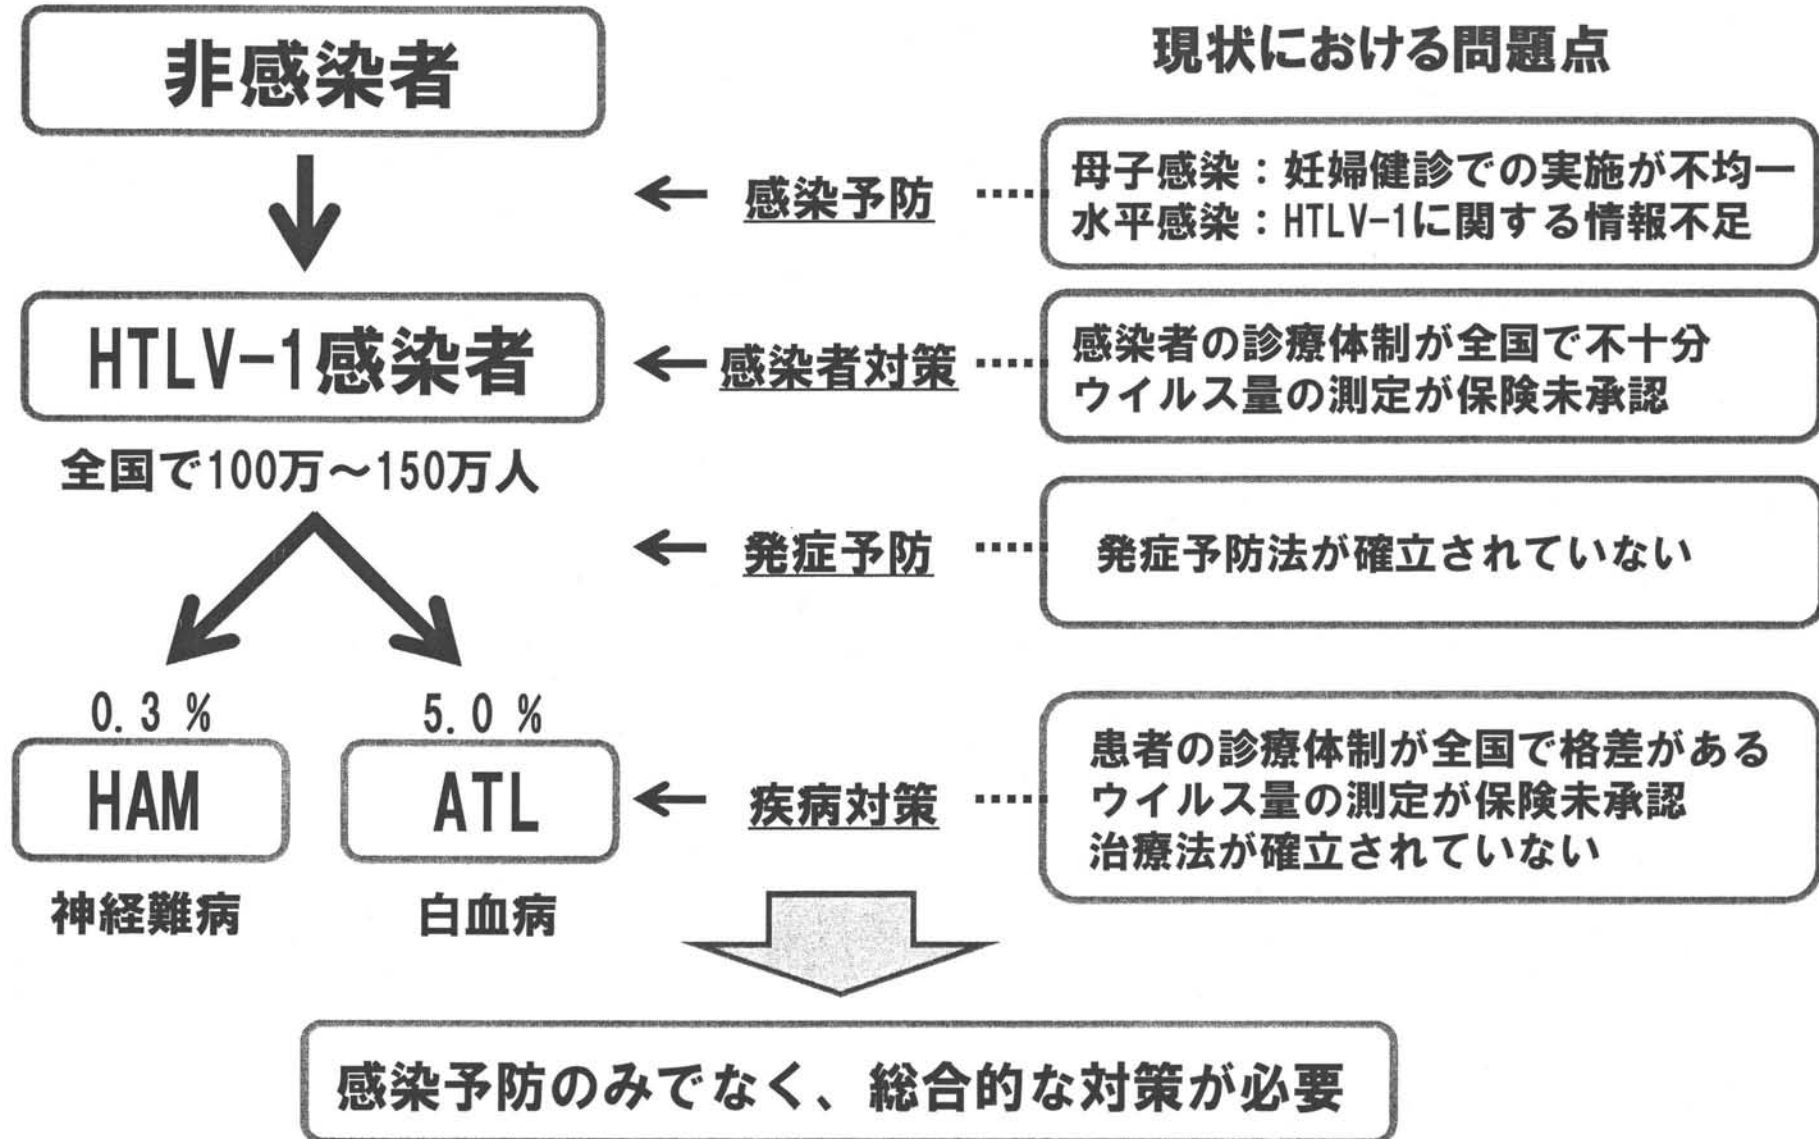 非感染者
現状における問題点
感染予防
母子感染：妊婦健診での実施が不均一
水平感染：HTLV-1に関する情報不足
HTLV-1感染者
感染者対策
感染者の診療体制が全国で不十分
ウイルス量の測定が保険未承認
全国で100万～150万人
発症予防
発症予防法が確立されていない
0.3 %
5.0 %
HAM
ATL
疾病対策
患者の診療体制が全国で格差がある
ウイルス量の測定が保険未承認
治療法が確立されていない
神経難病
白血病
感染予防のみでなく、総合的な対策が必要